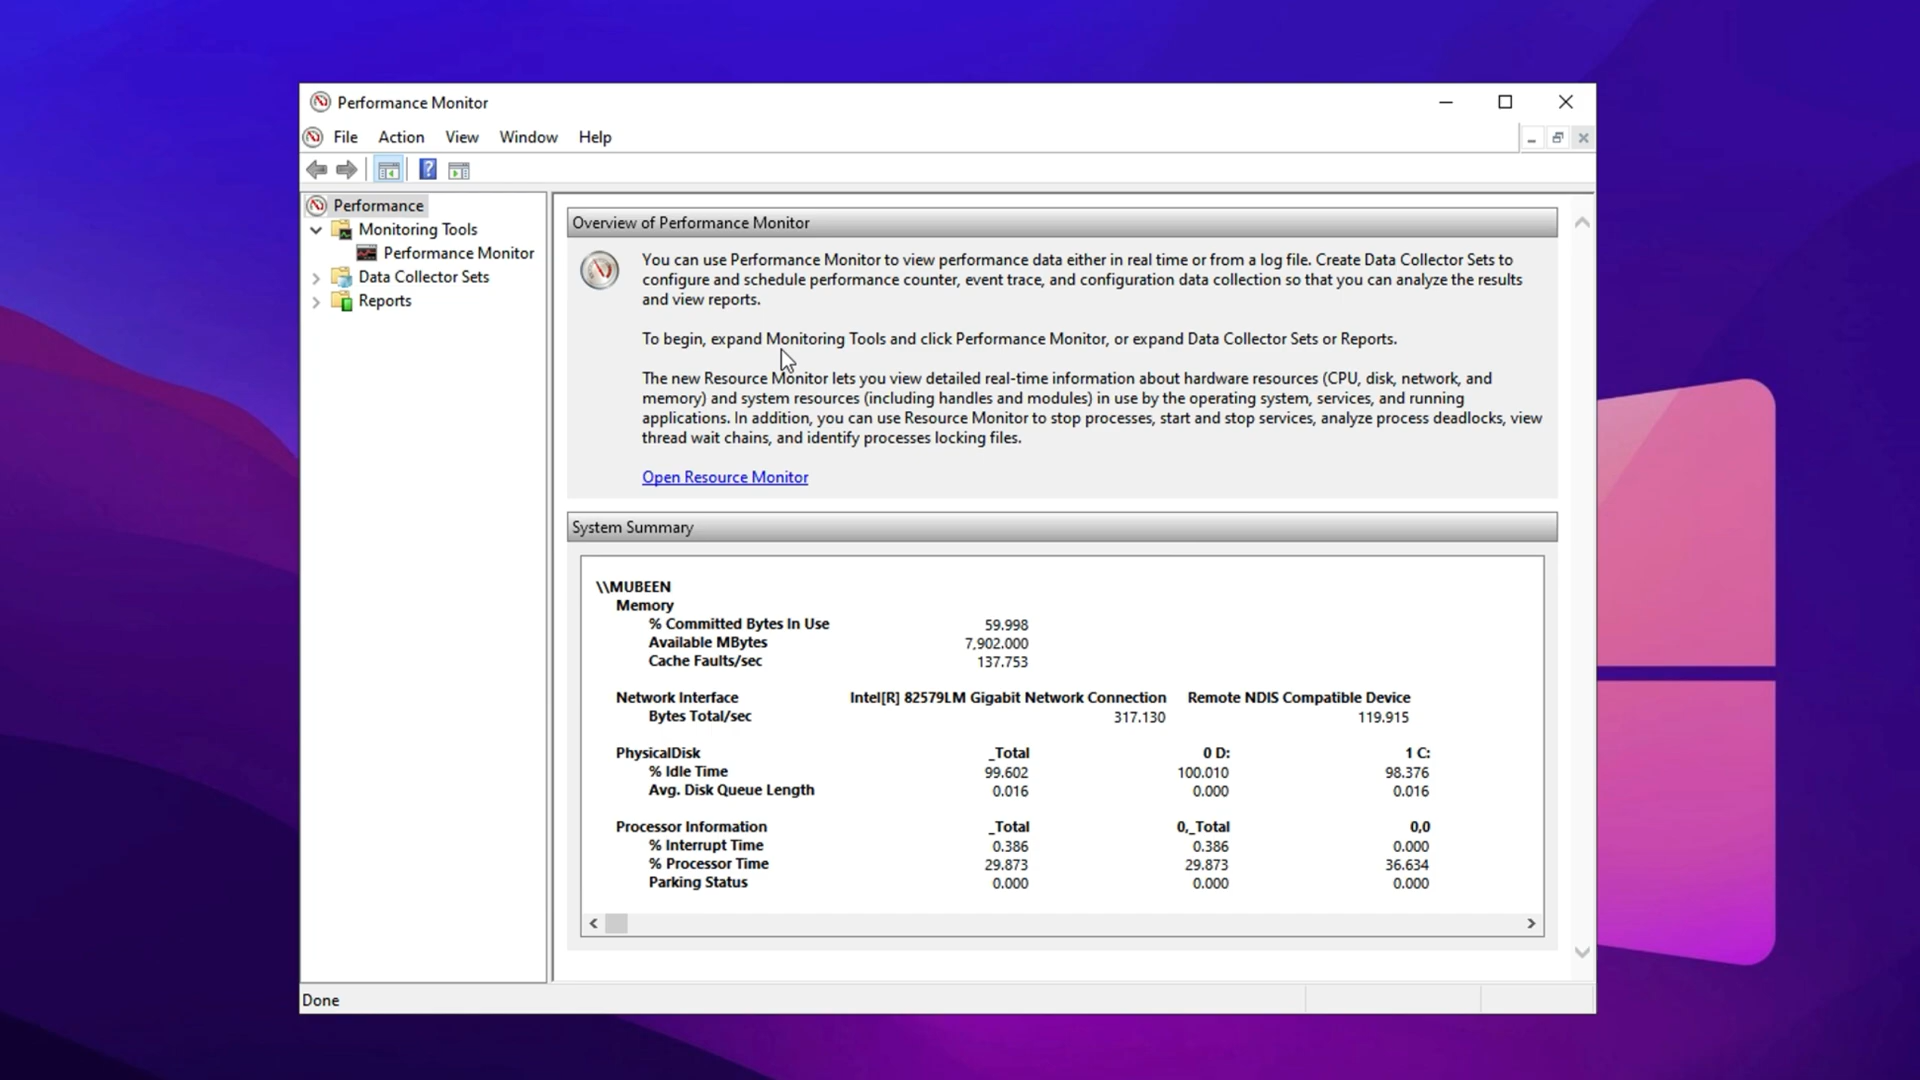 Performance Monitor
File Action View Window Help
Performance
Monitoring Tools
Performance Monitor
Data Collector Sets
Reports
Overview of Performance Monitor
You can use Performance Monitor to view performance data either in real time or from a log file. Create Data Collector Sets to
configure and schedule performance counter, event trace, and configuration data collection so that you can analyze the results
and view reports.
To begin, expand Monitoring Tools and click Performance Monitor, or expand Data Collector Sets or Reports.
The new Resource Monitor lets you view detailed real-time information about hardware resources (CPU, disk, network, and
memory) and system resources (including handles and modules) in use by the operating system, services, and running
applications. In addition, you can use Resource Monitor to stop processes, start and stop services, analyze process deadlocks, view
thread wait chains, and identify processes locking files.
Open Resource Monitor
System Summary
\\MUBEEN
Memory
% Committed Bytes In Use 59.998
Available MBytes 7,902.000
Cache Faults/sec 137.753
Network Interface Intel[R] 82579LM Gigabit Network Connection Remote NDIS Compatible Device
Bytes Total/sec 317.130 119.915
PhysicalDisk _Total 0 D: 1 C:
% Idle Time 99.602 100.010 98.376
Avg. Disk Queue Length 0.016 0.000 0.016
Processor Information _Total 0,_Total 0,0
% Interrupt Time 0.386 0.386 0.000
% Processor Time 29.873 29.873 36.634
Parking Status 0.000 0.000 0.000
Done